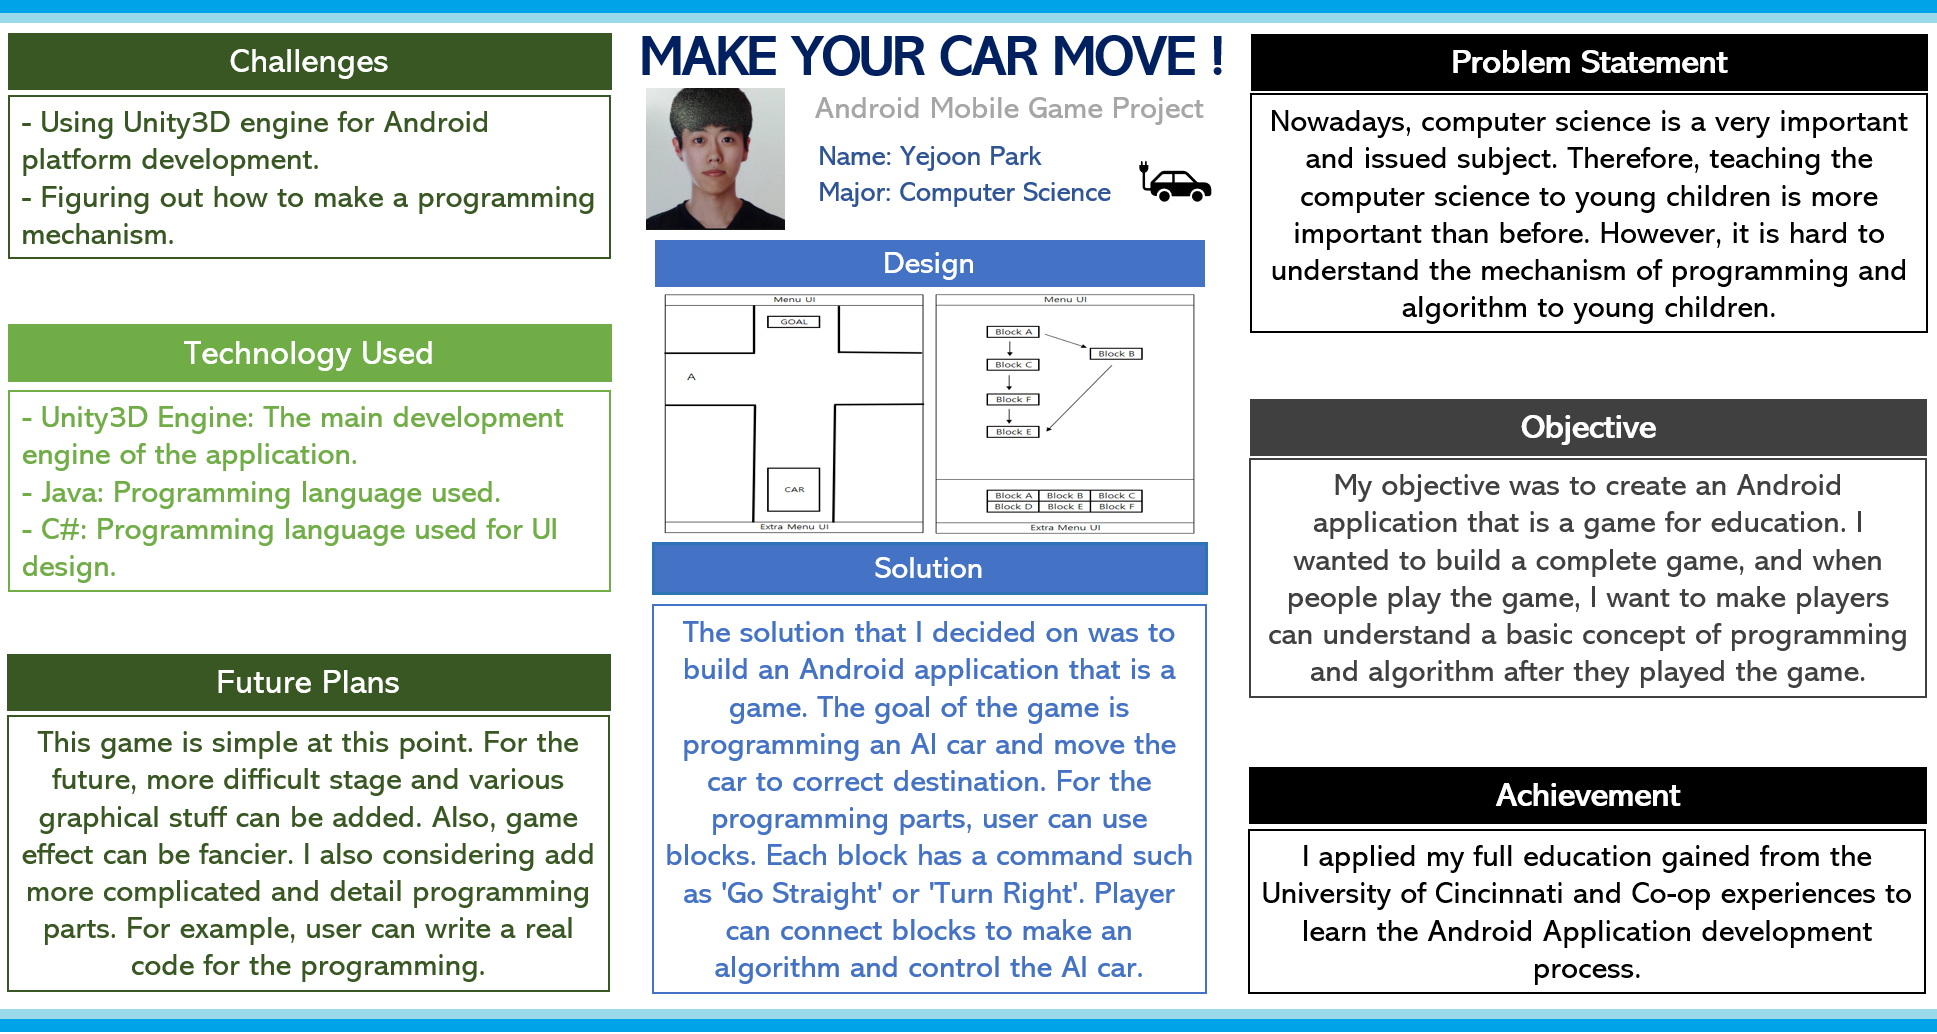 Challenges
- Using Unity3D engine for Android
platform development.
- Figuring out how to make a programming
mechanism.
Technology Used
- Unity3D Engine: The main development
engine of the application.
- Java: Programming language used.
- C#: Programming language used for UI
design.
Future Plans
This game is simple at this point. For the
future, more difficult stage and various
graphical stuff can be added. Also, game
effect can be fancier. I also considering add
more complicated and detail programming
parts. For example, user can write a real
code for the programming.
MAKE YOUR CAR MOVE !
Android Mobile Game Project
Name: Yejoon Park
Major: Computer Science
Design
Menu UI
GOAL
A
CAR
Extra Menu UI
Menu UI
Block A
Block B
Block C
Block F
Block E
Block A Block B Block C
Block D Block E Block F
Extra Menu UI
Solution
The solution that I decided on was to
build an Android application that is a
game. The goal of the game is
programming an AI car and move the
car to correct destination. For the
programming parts, user can use
blocks. Each block has a command such
as 'Go Straight' or 'Turn Right'. Player
can connect blocks to make an
algorithm and control the AI car.
Problem Statement
Nowadays, computer science is a very important
and issued subject. Therefore, teaching the
computer science to young children is more
important than before. However, it is hard to
understand the mechanism of programming and
algorithm to young children.
Objective
My objective was to create an Android
application that is a game for education. I
wanted to build a complete game, and when
people play the game, I want to make players
can understand a basic concept of programming
and algorithm after they played the game.
Achievement
I applied my full education gained from the
University of Cincinnati and Co-op experiences to
learn the Android Application development
process.